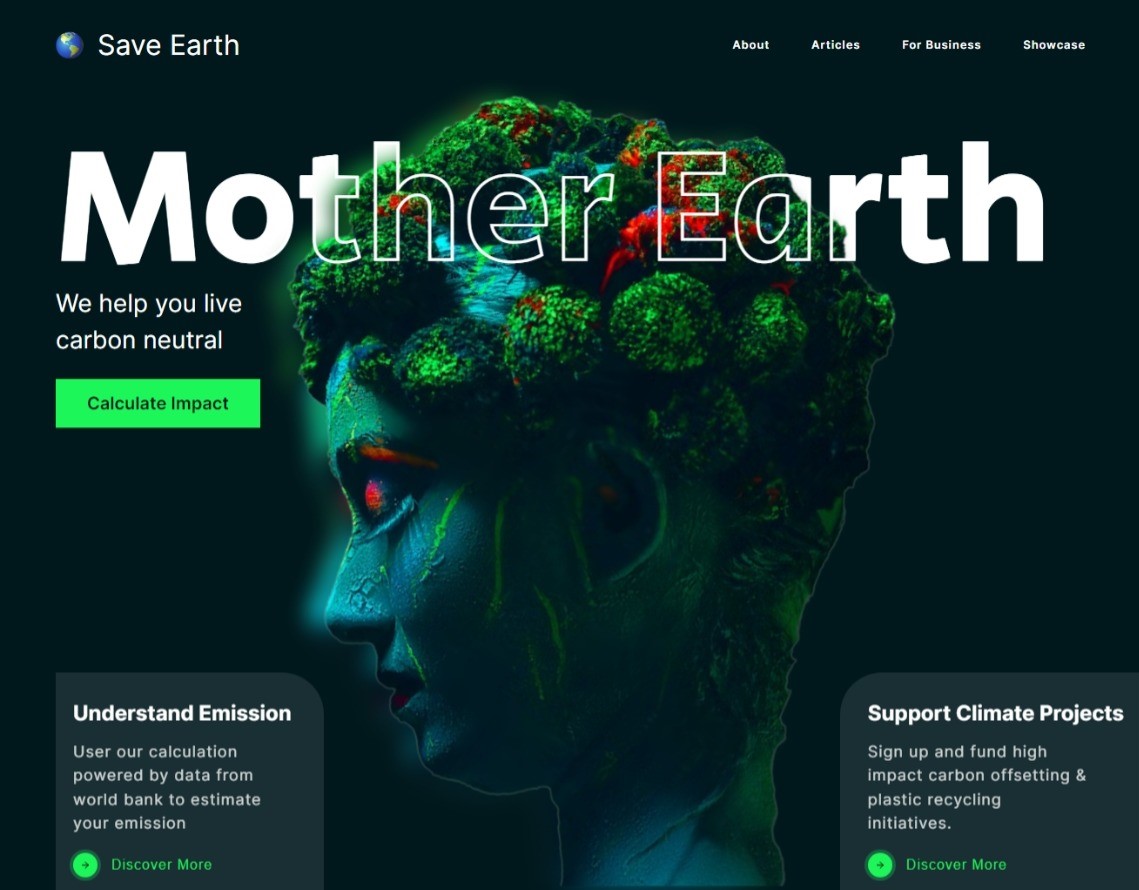 Save Earth
About
Articles
For Business
Showcase
Mother Earth
We help you live
carbon neutral
Calculate Impact
Understand Emission
User our calculation
powered by data from
world bank to estimate
your emission
Discover More
Support Climate Projects
Sign up and fund high
impact carbon offsetting &
plastic recycling
initiatives.
Discover More